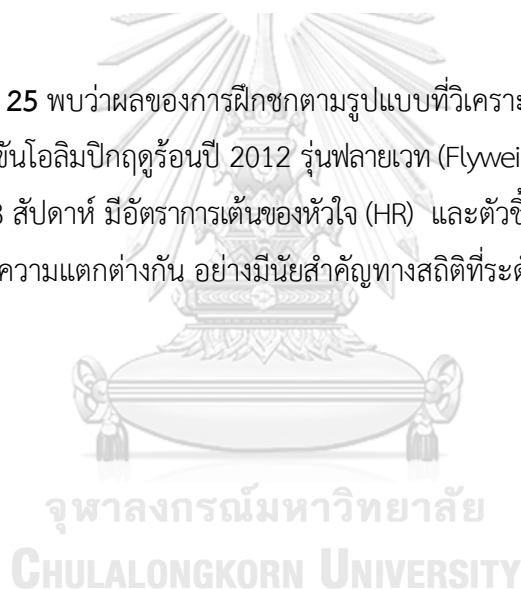 25 พบว่าผลของการฝึกชกตามรูปแบบที่วิเครา
ขันโอลิมปิกฤดูร้อนปี 2012 รุ่นฟลายเวท (Flywei
สัปดาห์ มีอัตราการเต้นของหัวใจ (HR) และตัวชี้
ความแตกต่างกัน อย่างมีนัยสำคัญทางสถิติที่ระดั
จุฬาลงกรณ์มหาวิทยาลัย
CHULALONGKORN UNIVERSITY